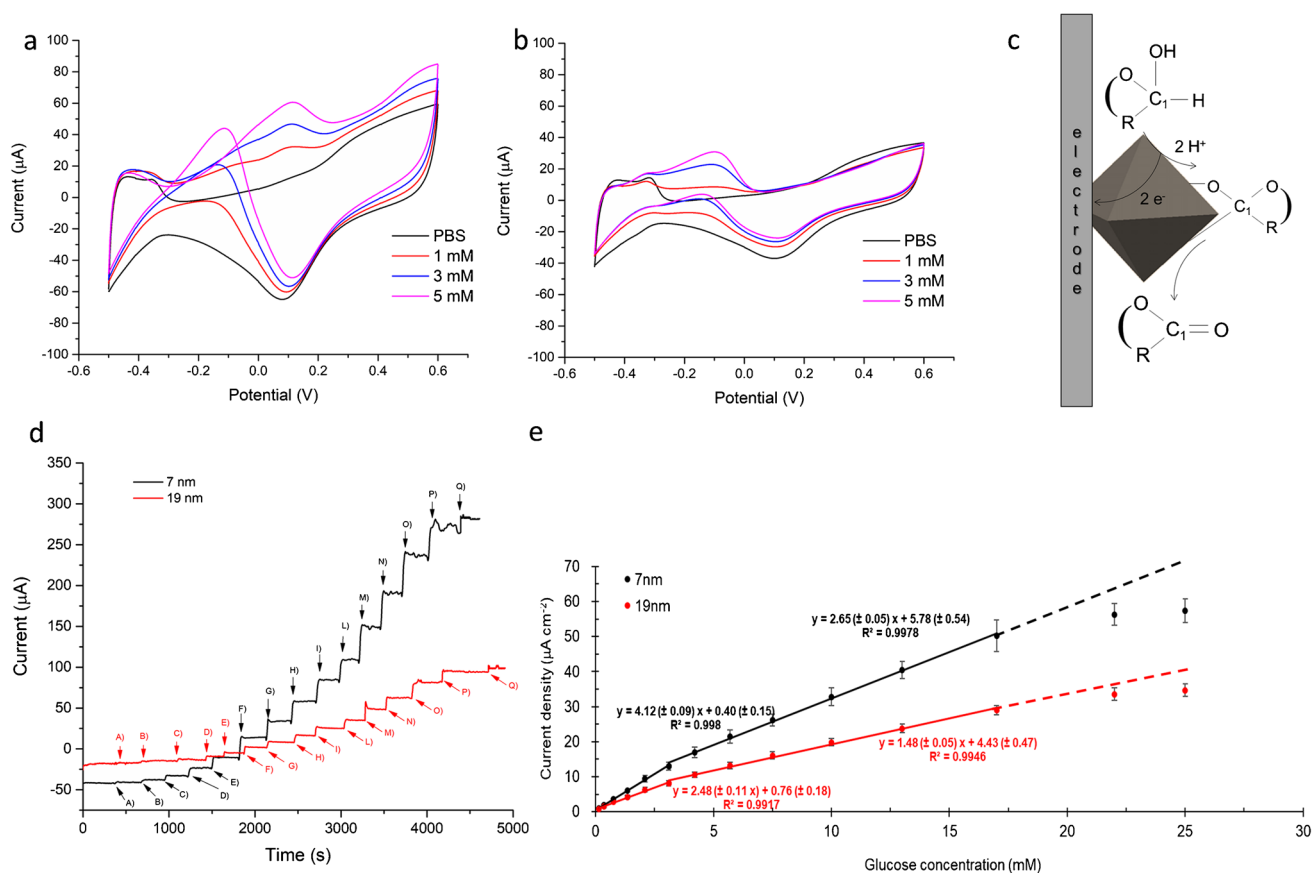 a
100
80
60
40
20
0
-20
-40
-60
-80
-100
-0.6
-0.4
-0.2
0.0
0.2
0.4
0.6
Current (μA)
Potential (V)
PBS
1 mM
3 mM
5 mM
b
100
80
60
40
20
0
-20
-40
-60
-80
-100
-0.6
-0.4
-0.2
0.0
0.2
0.4
0.6
Current (μA)
Potential (V)
PBS
1 mM
3 mM
5 mM
c
electrode
OH
O
C1
H
R
2 H+
2 e-
O
O
C1
R
O
C1
O
R
d
350
300
250
200
150
100
50
0
-50
0
1000
2000
3000
4000
5000
Current (μA)
Time (s)
7 nm
19 nm
A)
B)
C)
D)
E)
F)
G)
H)
I)
L)
M)
N)
O)
P)
Q)
A)
B)
C)
D)
E)
F)
G)
H)
I)
L)
M)
N)
O)
P)
Q)
e
70
60
50
40
30
20
10
0
0
5
10
15
20
25
30
Current density (μA cm-2)
Glucose concentration (mM)
7nm
19nm
y = 2.65 (± 0.05) x + 5.78 (± 0.54)
R² = 0.9978
y = 4.12 (± 0.09) x + 0.40 (± 0.15)
R² = 0.998
y = 1.48 (± 0.05) x + 4.43 (± 0.47)
R² = 0.9946
y = 2.48 (± 0.11 x) + 0.76 (± 0.18)
R² = 0.9917